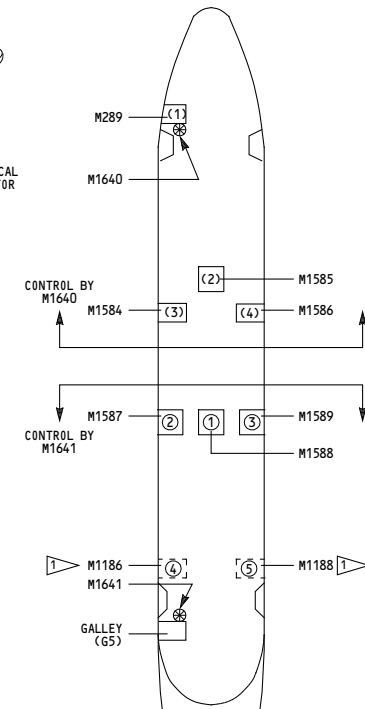 M289
(1)
M1640
CAL
TOR
(2)
M1585
CONTROL BY
M1640
M1584
(3)
(4)
M1586
CONTROL BY
M1641
M1587
2
1
3
M1589
M1588
1
M1186
4
5
M1188
1
M1641
GALLEY
(G5)